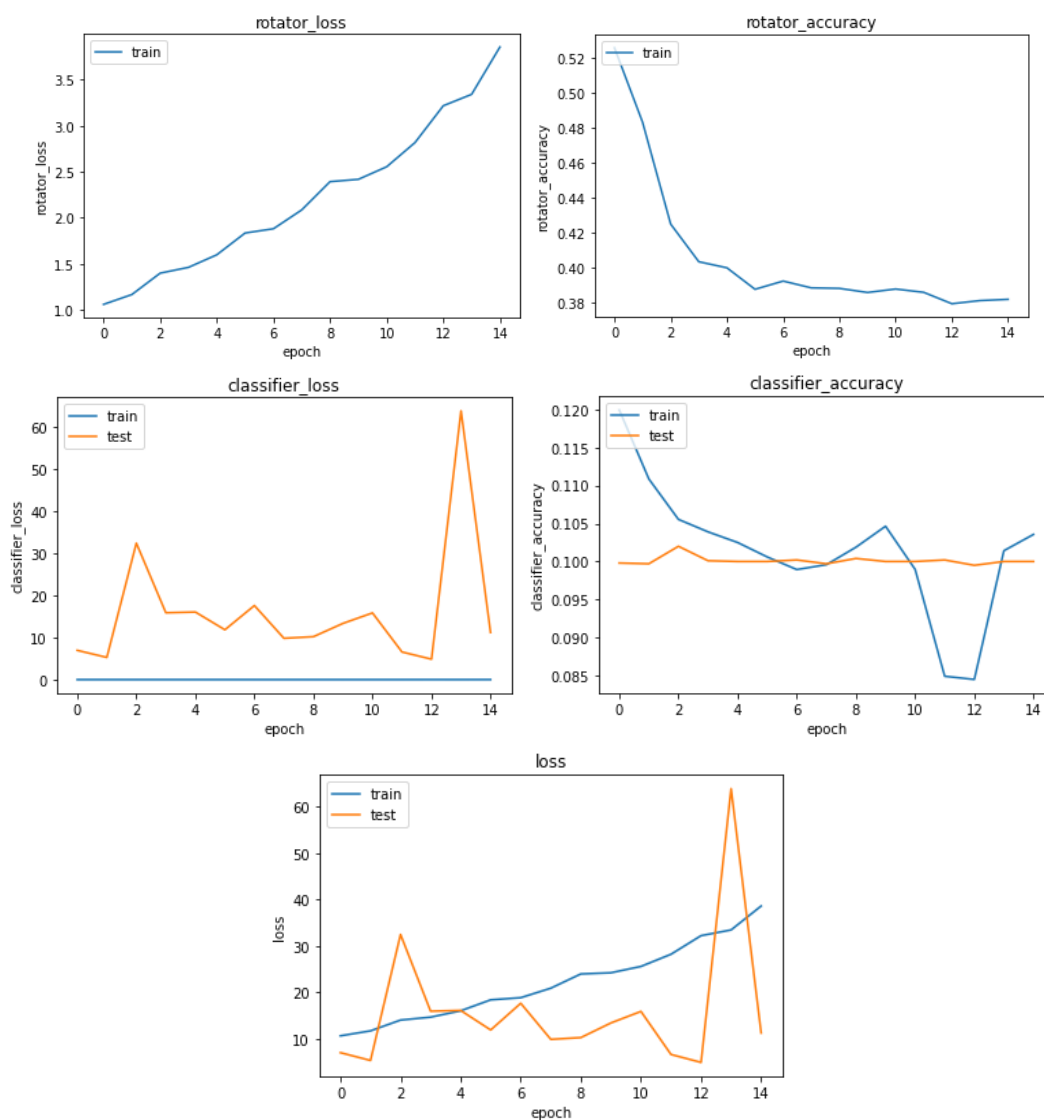 rotator_loss
train
rotator_loss
3.5
3.0
2.5
2.0
1.5
1.0
0 2 4 6 8 10 12 14
epoch
rotator_accuracy
train
rotator_accuracy
0.52
0.50
0.48
0.46
0.44
0.42
0.40
0.38
0 2 4 6 8 10 12 14
epoch
classifier_loss
train
test
classifier_loss
60
50
40
30
20
10
0
0 2 4 6 8 10 12 14
epoch
classifier_accuracy
train
test
classifier_accuracy
0.120
0.115
0.110
0.105
0.100
0.095
0.090
0.085
0 2 4 6 8 10 12 14
epoch
loss
train
test
loss
60
50
40
30
20
10
0 2 4 6 8 10 12 14
epoch